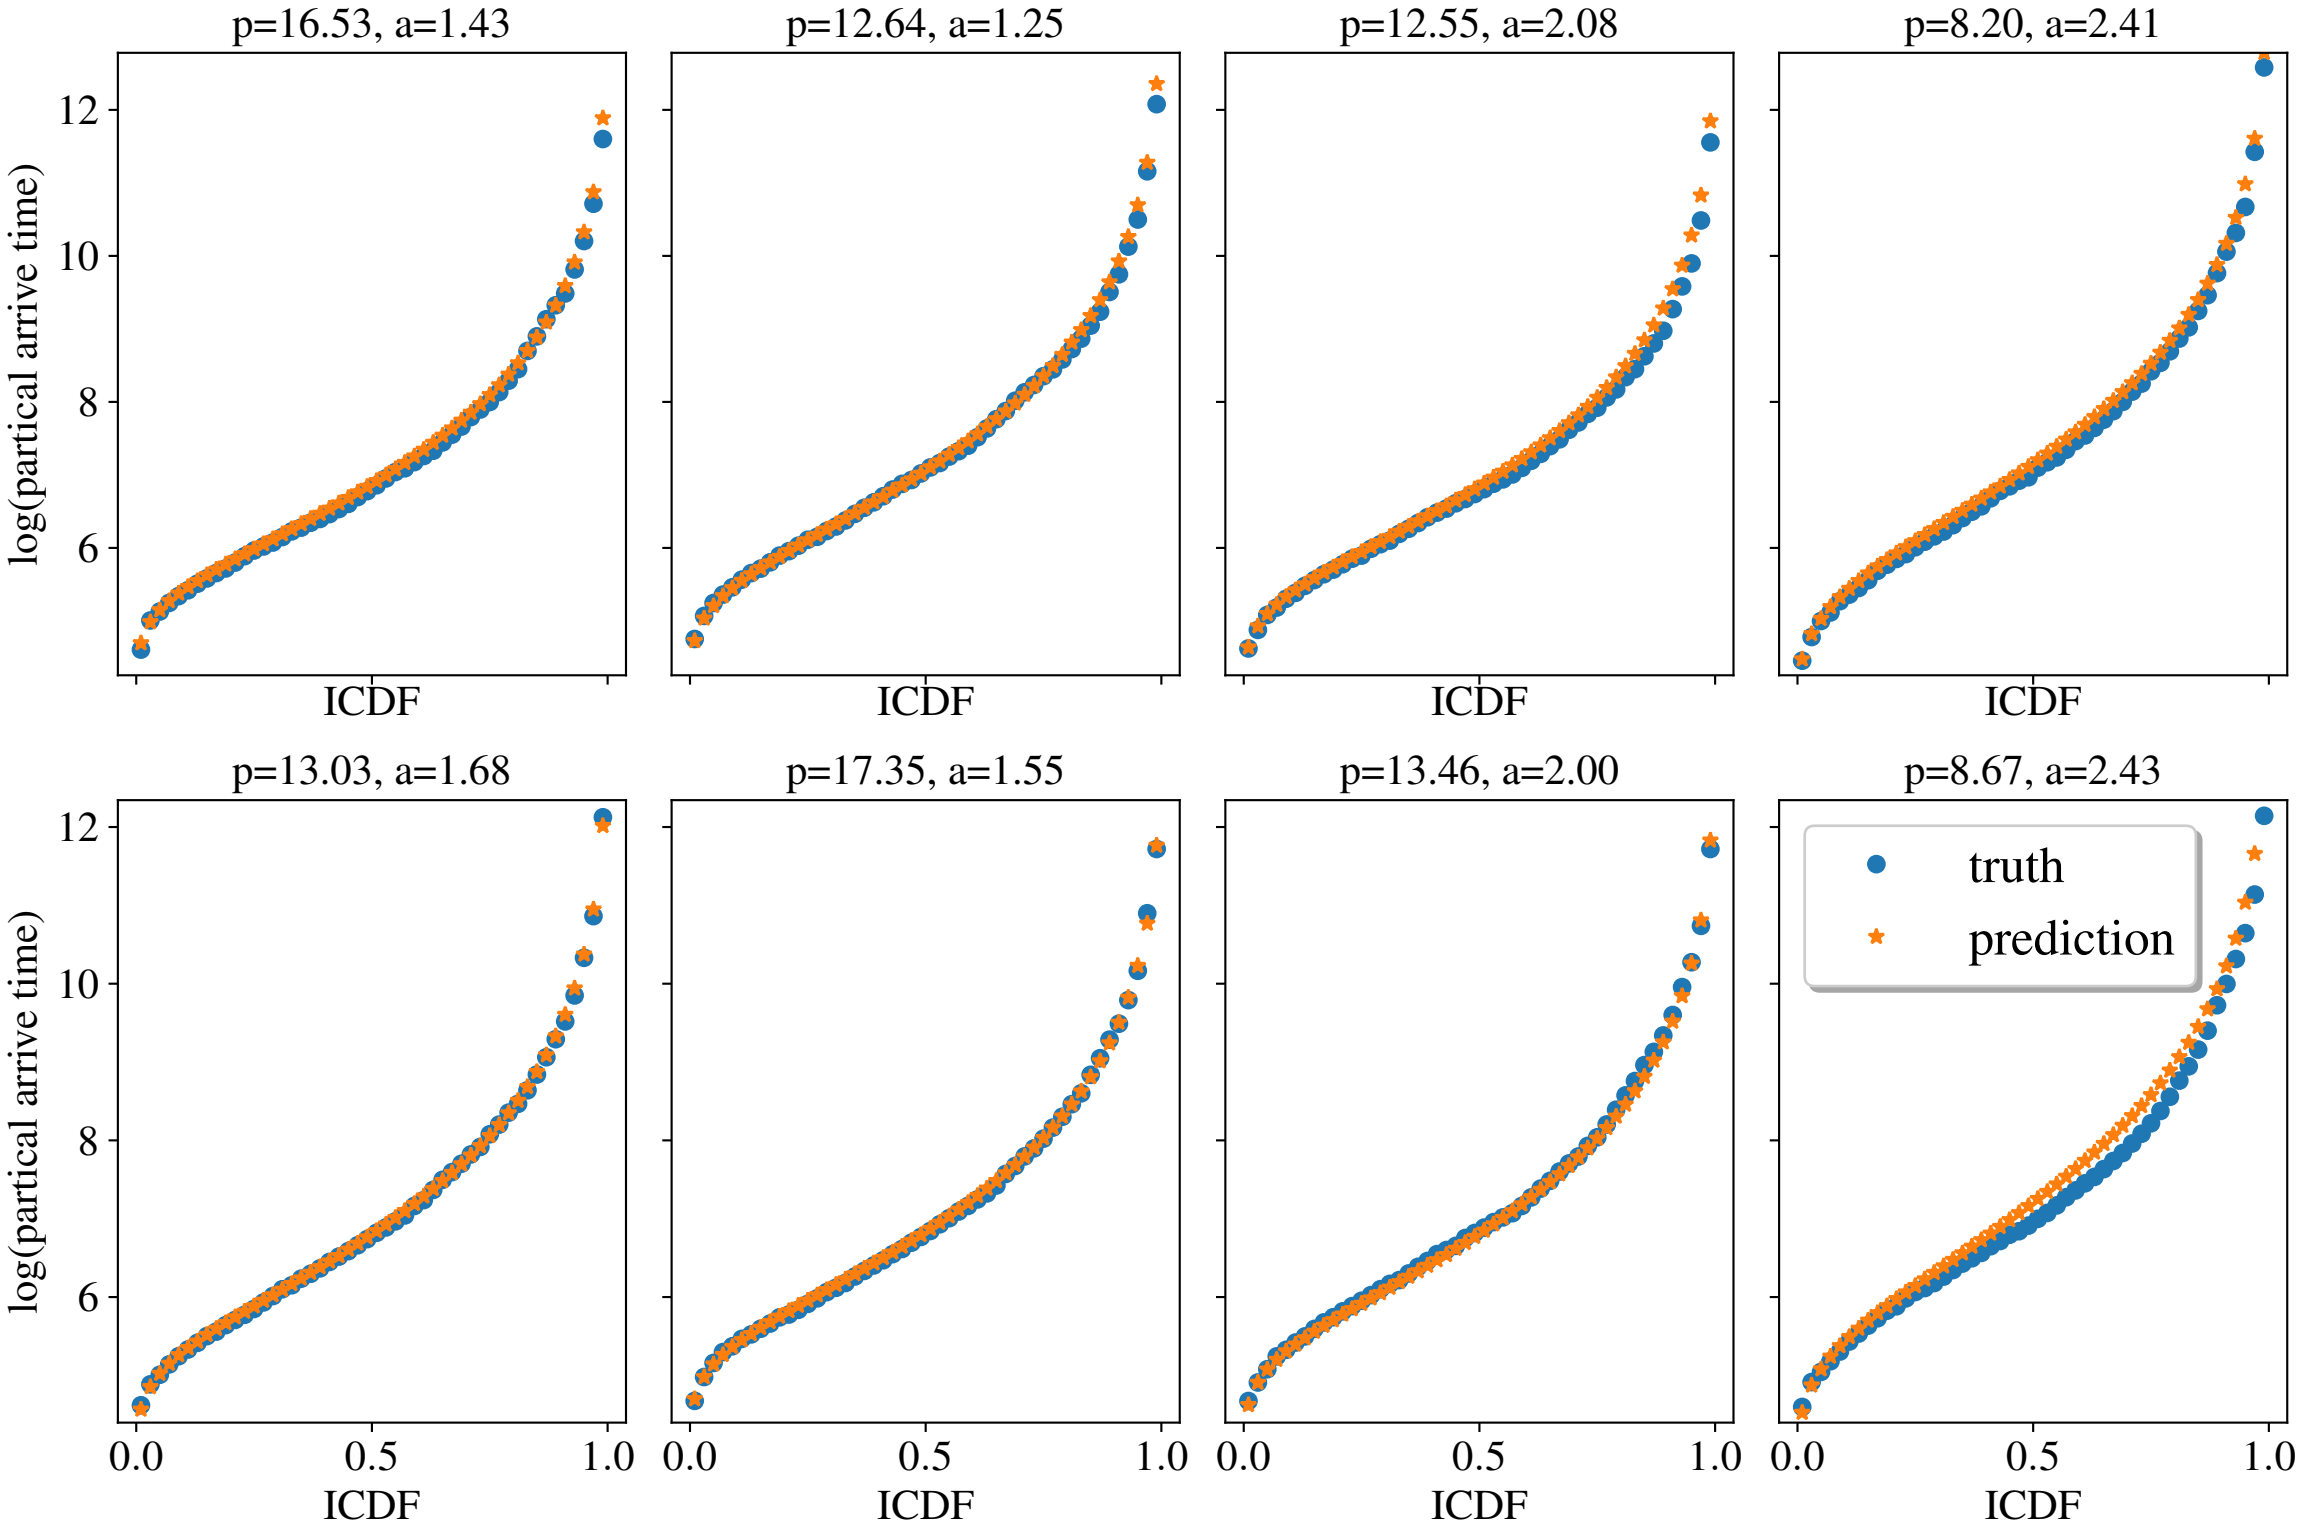 p=16.53, a=1.43
p=12.64, a=1.25
p=12.55, a=2.08
p=8.20, a=2.41
log(partical arrive time)
12
10
8
6
ICDF
ICDF
ICDF
ICDF
p=13.03, a=1.68
p=17.35, a=1.55
p=13.46, a=2.00
p=8.67, a=2.43
log(partical arrive time)
12
10
8
6
truth
prediction
0.0 0.5 1.0
0.0 0.5 1.0
0.0 0.5 1.0
0.0 0.5 1.0
ICDF
ICDF
ICDF
ICDF